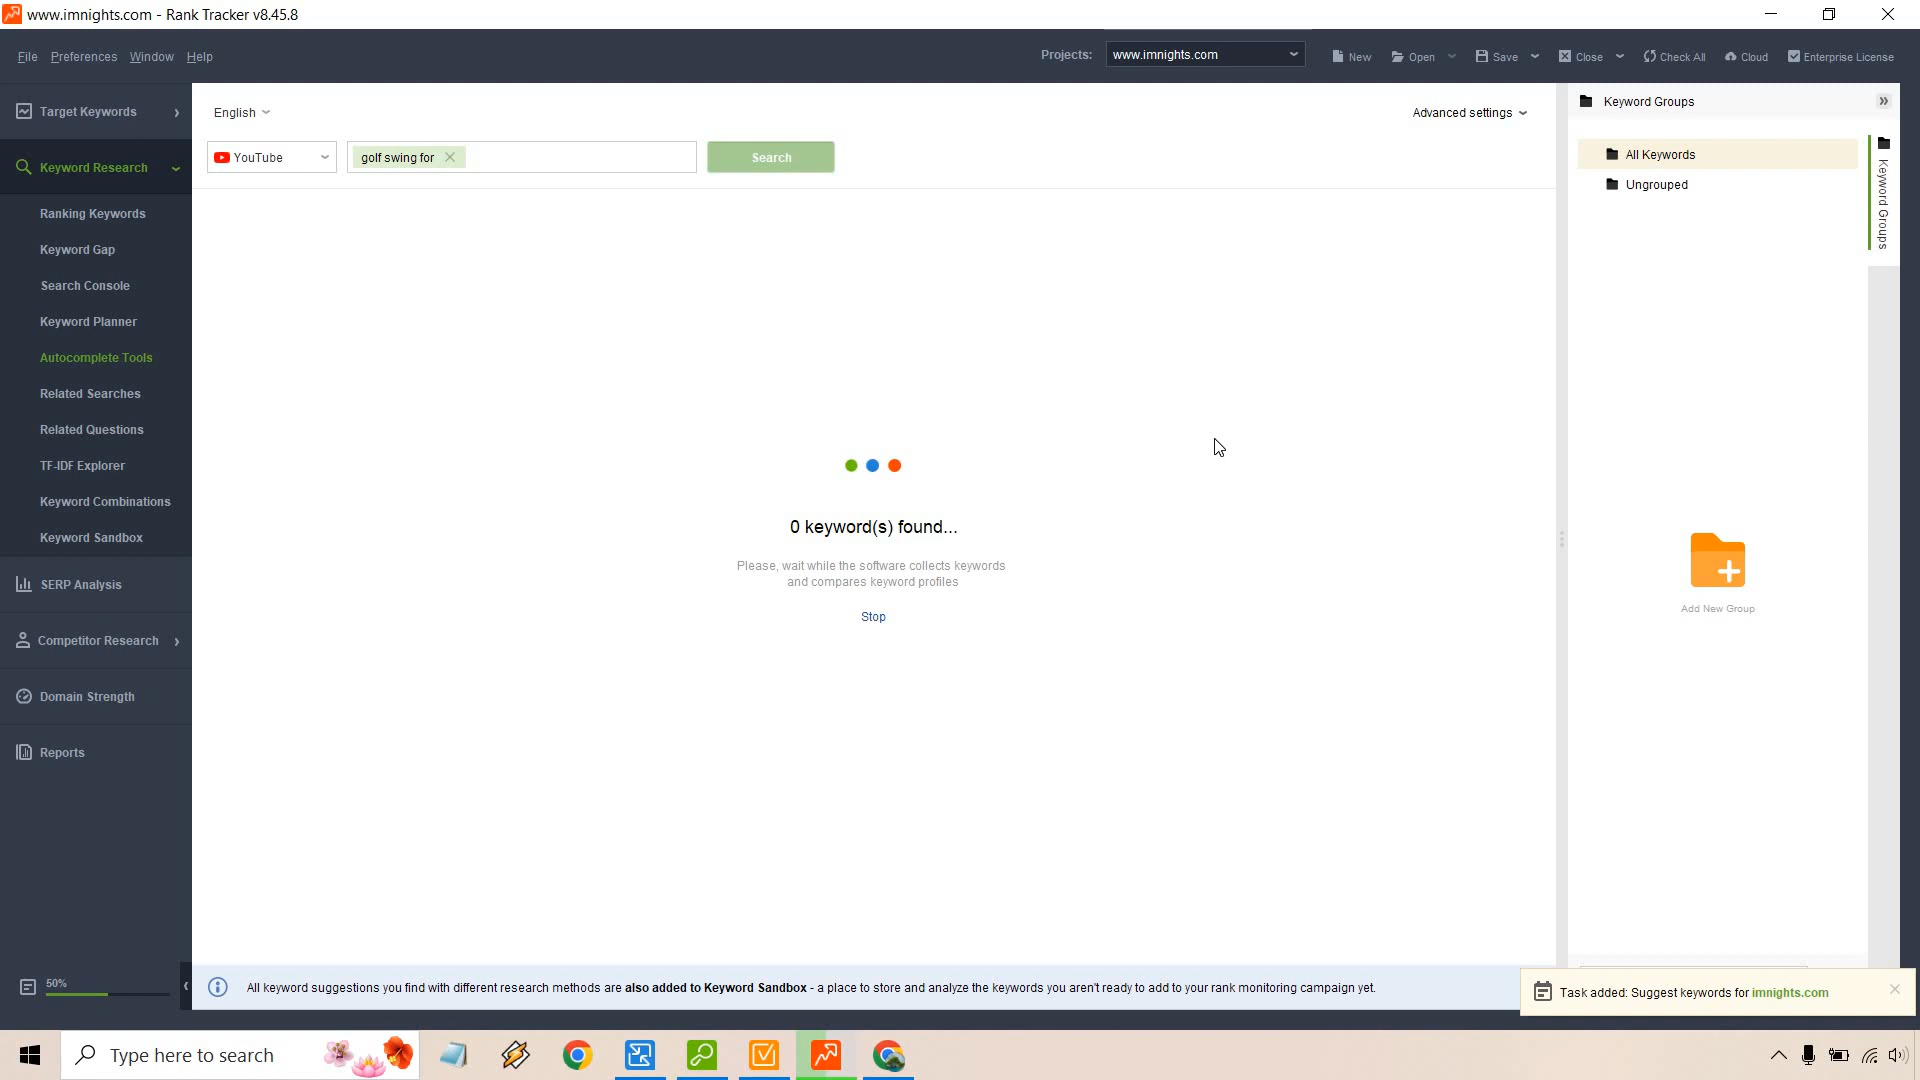 www.imnights.com - Rank Tracker v8.45.8
File Preferences Window Help
Projects: www.imnights.com New Open Save Close Check All Cloud Enterprise License
Target Keywords
Keyword Research
Ranking Keywords
Keyword Gap
Search Console
Keyword Planner
Autocomplete Tools
Related Searches
Related Questions
TF-IDF Explorer
Keyword Combinations
Keyword Sandbox
SERP Analysis
Competitor Research
Domain Strength
Reports
50%
English
Advanced settings
YouTube
golf swing for
Search
0 keyword(s) found...
Please, wait while the software collects keywords
and compares keyword profiles
Stop
All keyword suggestions you find with different research methods are also added to Keyword Sandbox - a place to store and analyze the keywords you aren't ready to add to your rank monitoring campaign yet.
Keyword Groups
All Keywords
Ungrouped
Keyword Groups
Add New Group
Task added: Suggest keywords for imnights.com
Type here to search